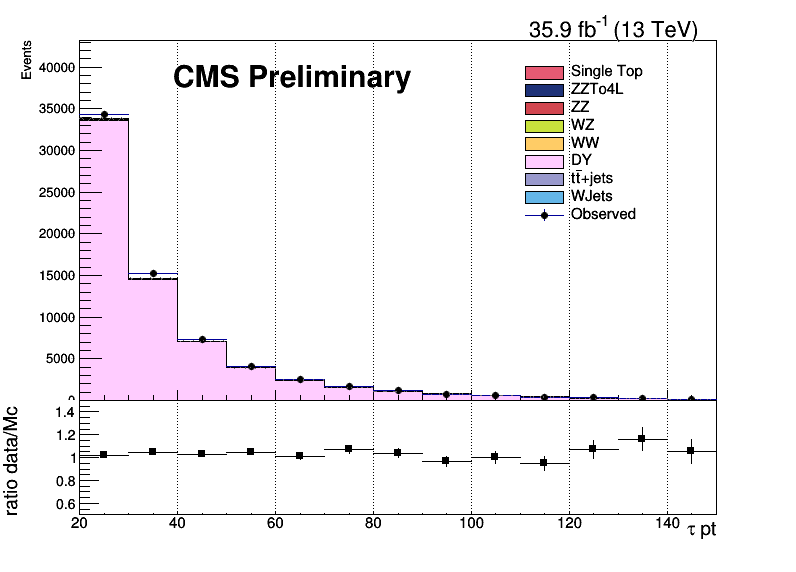 35.9 fb⁻¹ (13 TeV)
Events
CMS Preliminary
40000
35000
30000
25000
20000
15000
10000
5000
0
Single Top
ZZTo4L
ZZ
WZ
WW
DY
tt̅+jets
WJets
Observed
ratio data/Mc
1.4
1.2
1
0.8
0.6
20 40 60 80 100 120 140
τ pt